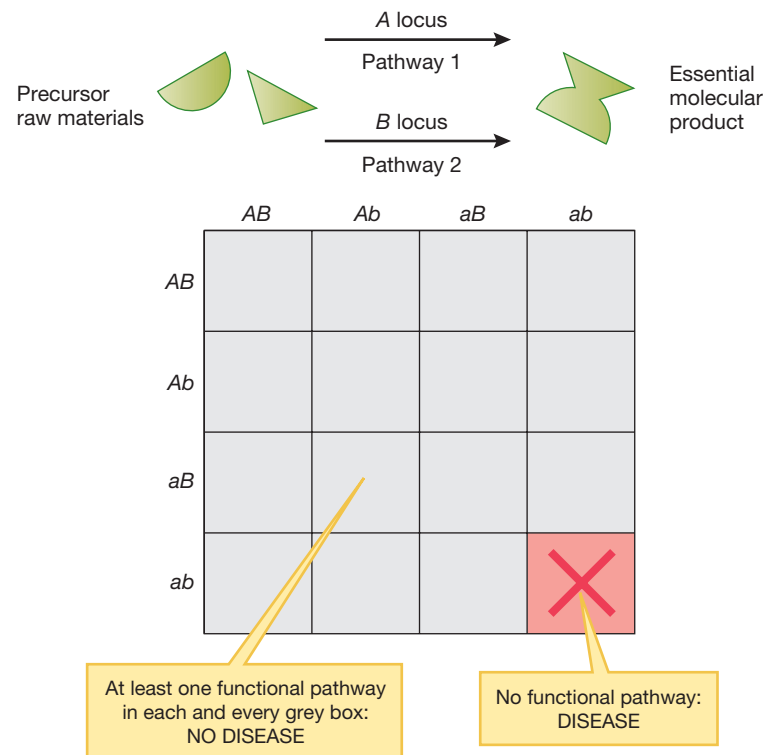 A locus
Pathway 1
Precursor
raw materials
Essential
molecular
product
B locus
Pathway 2
AB Ab aB ab
AB
Ab
aB
ab
At least one functional pathway
in each and every grey box:
NO DISEASE
No functional pathway:
DISEASE